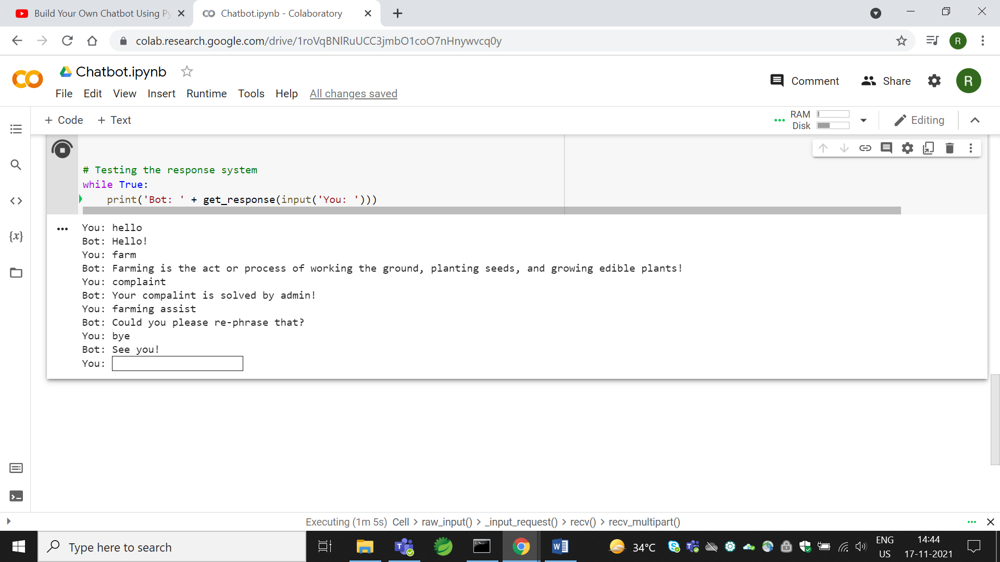 Build Your Own Chatbot Using Py
Chatbot.ipynb - Colaboratory
colab.research.google.com/drive/1roVqBNlRuUCC3jmbO1coO7nHnywvcq0y
R
Chatbot.ipynb
Comment
Share
R
File Edit View Insert Runtime Tools Help All changes saved
+ Code + Text
RAM
Disk
Editing
# Testing the response system
while True:
print('Bot: ' + get_response(input('You: ')))
You: hello
Bot: Hello!
You: farm
Bot: Farming is the act or process of working the ground, planting seeds, and growing edible plants!
You: complaint
Bot: Your compalint is solved by admin!
You: farming assist
Bot: Could you please re-phrase that?
You: bye
Bot: See you!
You:
{x}
Executing (1m 5s) Cell > raw_input() > _input_request() > recv() > recv_multipart()
Type here to search
34°C
ENG
US
14:44
17-11-2021